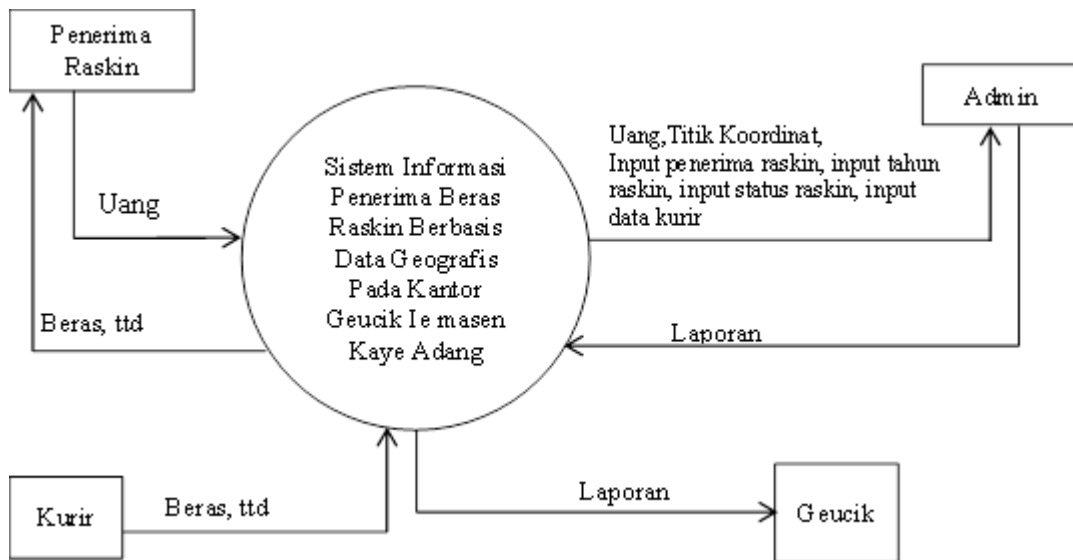 Penerima
Raskin
Admin
Uang,Titik Koordinat,
Input penerima raskin, input tahun
raskin, input status raskin, input
data kurir
Sistem Informasi
Penerima Beras
Raskin Berbasis
Data Geografis
Pada Kantor
Geucik Ie masen
Kaye Adang
Uang
Beras, ttd
Laporan
Kurir
Beras, ttd
Laporan
Geucik